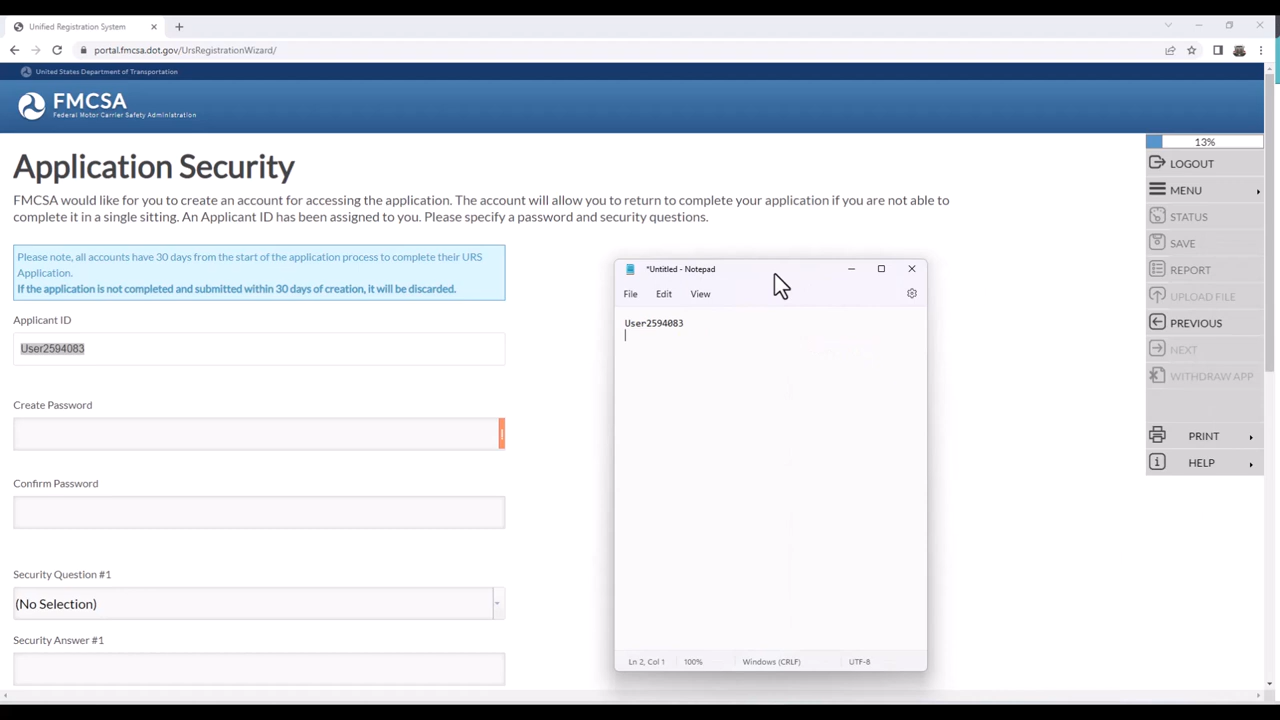 Unified Registration System
portal.fmcsa.dot.gov/UrsRegistrationWizard/
United States Department of Transportation
FMCSA
Federal Motor Carrier Safety Administration
Application Security
FMCSA would like for you to create an account for accessing the application. The account will allow you to return to complete your application if you are not able to
complete it in a single sitting. An Applicant ID has been assigned to you. Please specify a password and security questions.
Please note, all accounts have 30 days from the start of the application process to complete their URS
Application.
If the application is not completed and submitted within 30 days of creation, it will be discarded.
Applicant ID
User2594083
Create Password
Confirm Password
Security Question #1
(No Selection)
Security Answer #1
*Untitled - Notepad
File Edit View
User2594083
Ln 2, Col 1 100% Windows (CRLF) UTF-8
13%
LOGOUT
MENU
STATUS
SAVE
REPORT
UPLOAD FILE
PREVIOUS
NEXT
WITHDRAW APP
PRINT
HELP